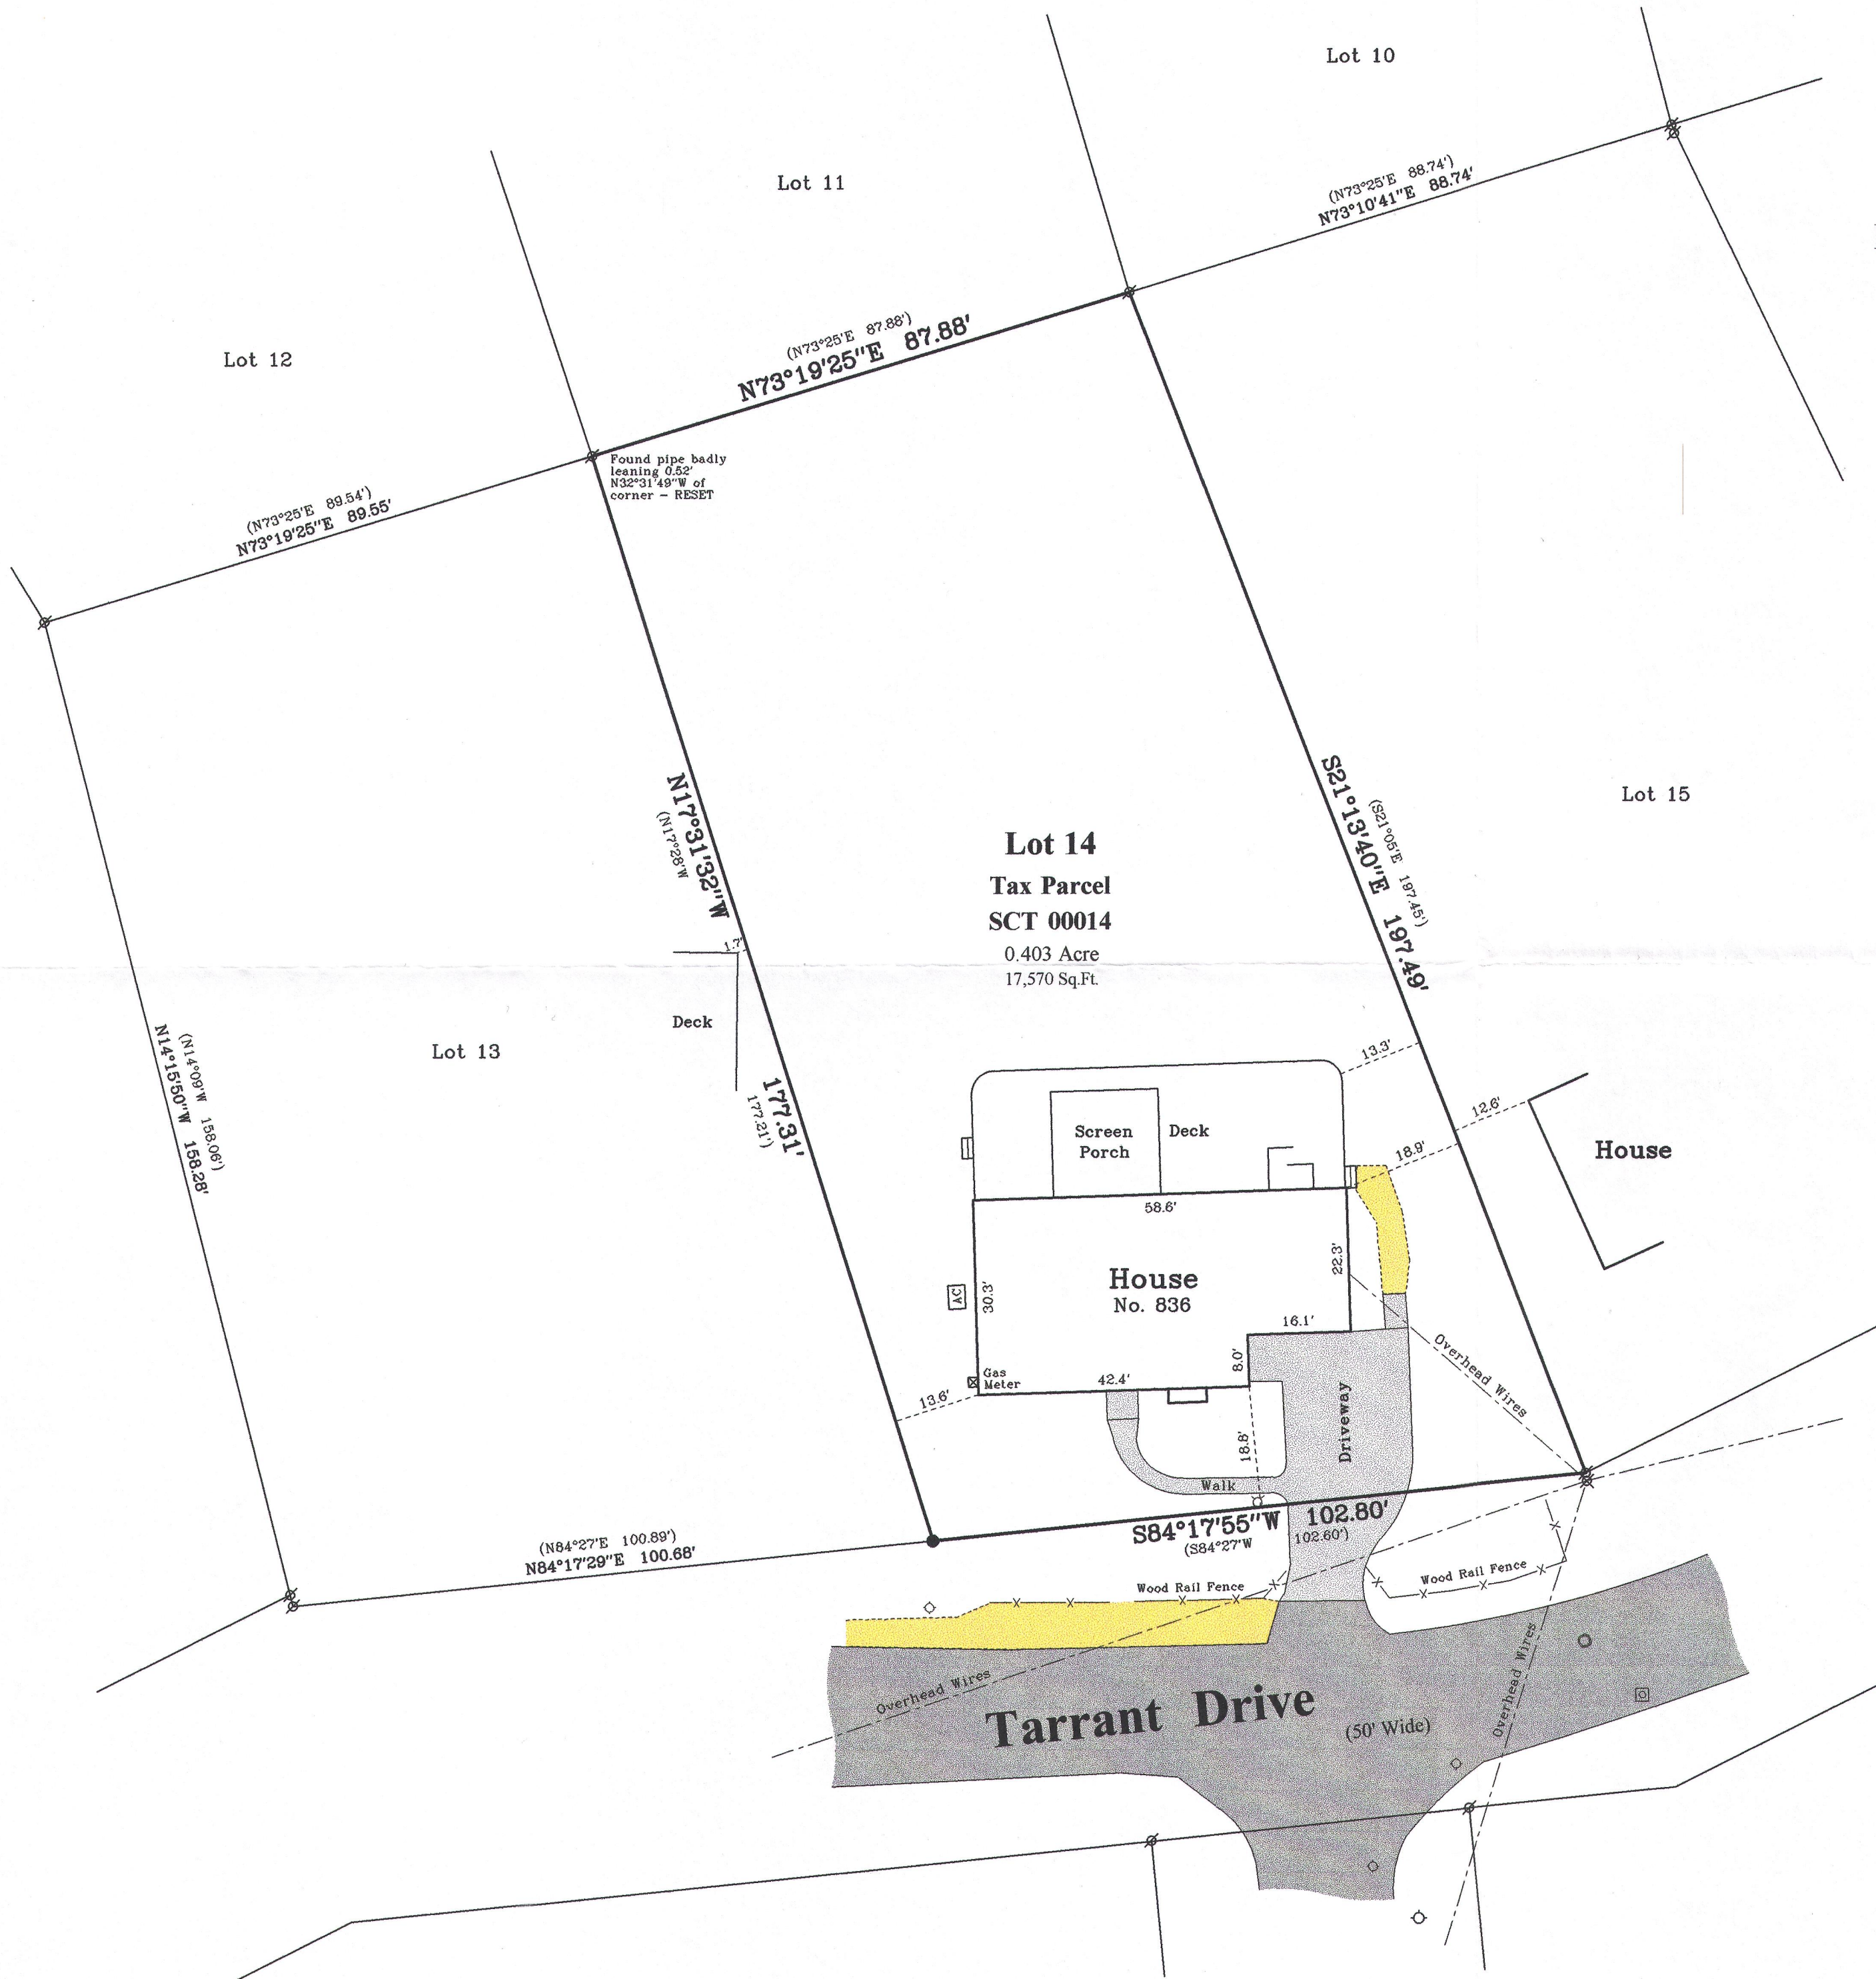 Lot 10
Lot 11
Lot 12
(N73°25'E 88.74')
N73°10'41"E 88.74'
(N73°25'E 87.88')
N73°19'25"E 87.88'
Found pipe badly
leaning 0.52'
N32°31'49"W of
corner – RESET
(N73°25'E 89.54')
N73°19'25"E 89.55'
N17°31'32"W 177.31'
(N17°28'W 177.21')
S21°13'40"E 197.49'
(S21°05'E 197.45')
Lot 15
Lot 14
Tax Parcel
SCT 00014
0.403 Acre
17,570 Sq.Ft.
1.7'
Deck
Lot 13
(N14°09'W 158.06')
N14°15'50"W 158.28'
13.3'
12.6'
18.9'
Screen
Porch
Deck
House
58.6'
22.3'
30.3'
AC
House
No. 836
16.1'
8.0'
42.4'
Gas
Meter
13.6'
18.8'
Driveway
Walk
Overhead Wires
S84°17'55"W 102.80'
(S84°27'W 102.60')
(N84°27'E 100.89')
N84°17'29"E 100.68'
Wood Rail Fence
Wood Rail Fence
Overhead Wires
Overhead Wires
Tarrant Drive
(50' Wide)